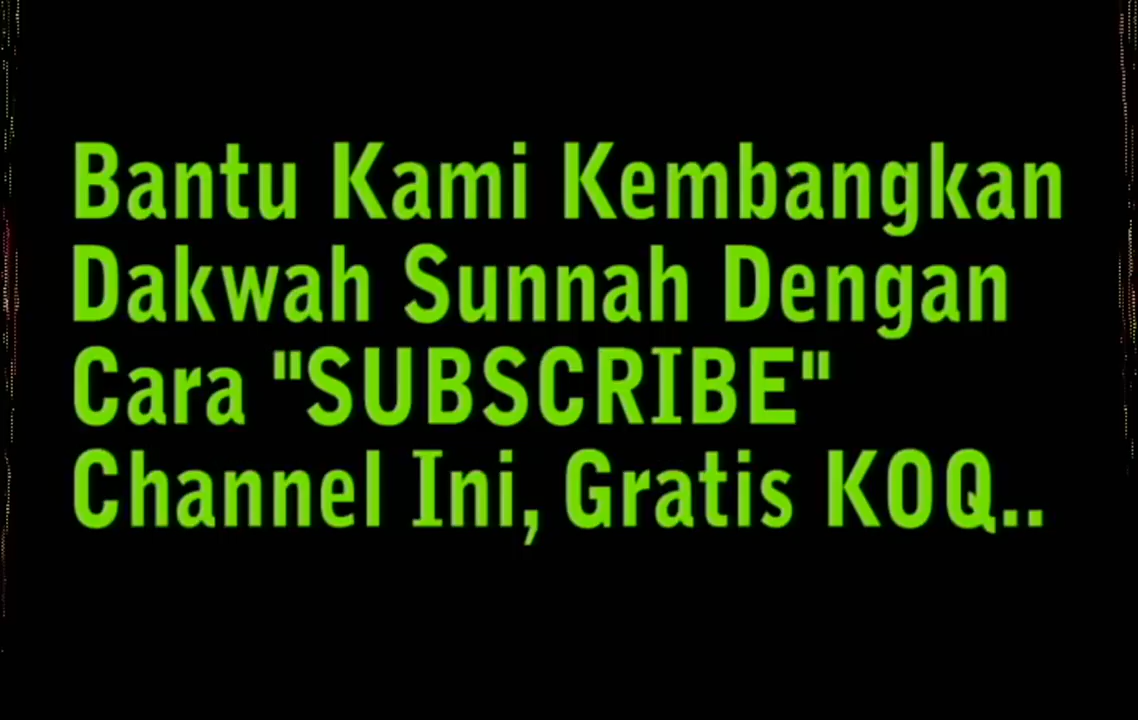 Bantu Kami Kembangkan
Dakwah Sunnah Dengan
Cara "SUBSCRIBE"
Channel Ini, Gratis KOQ..